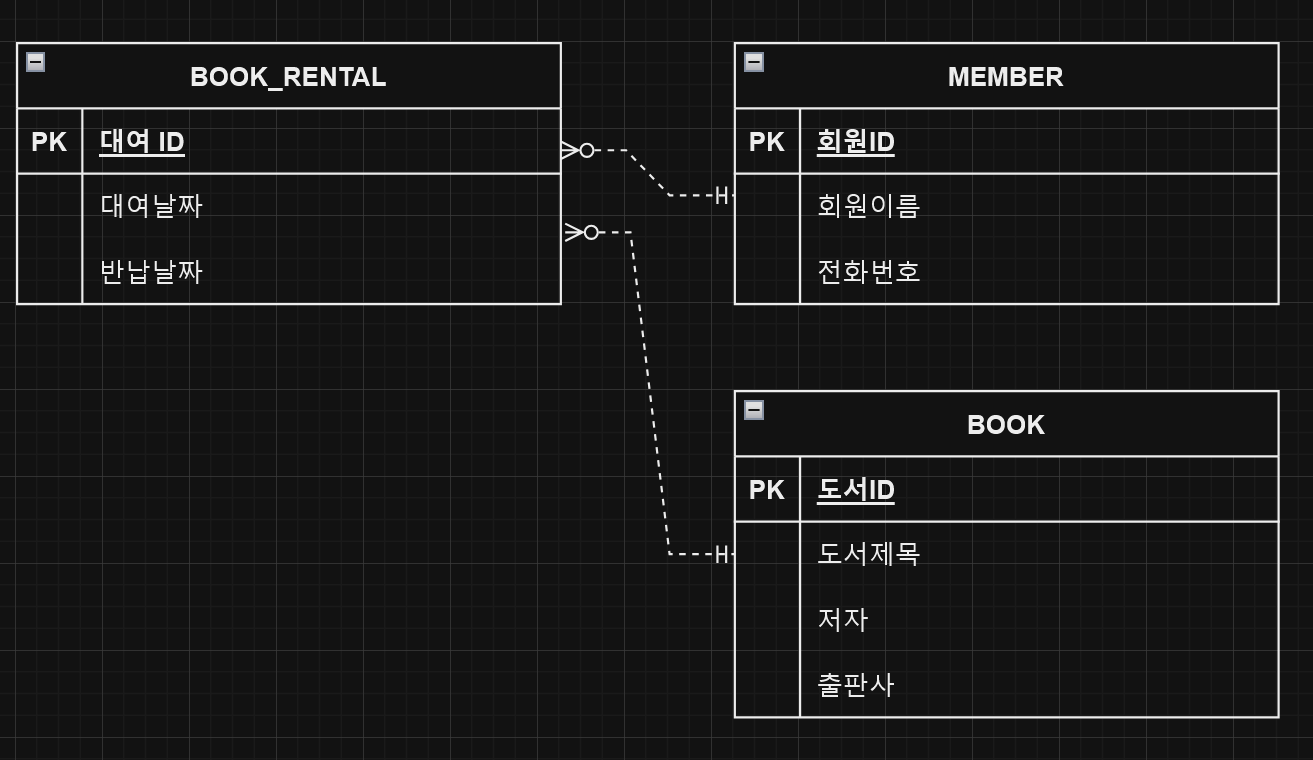 BOOK_RENTAL
PK 대여 ID
대여날짜
반납날짜
MEMBER
PK 회원ID
회원이름
전화번호
BOOK
PK 도서ID
도서제목
저자
출판사